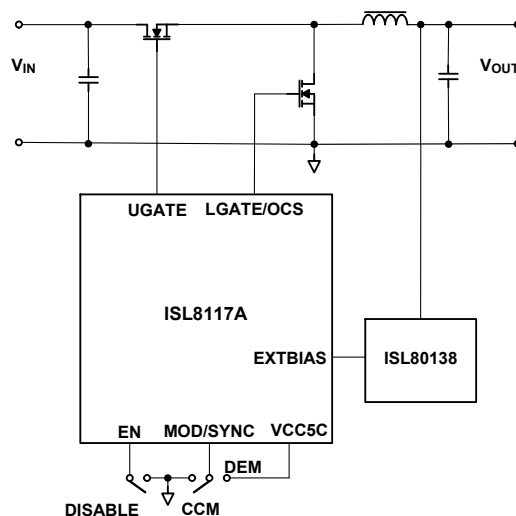 VIN
VOUT
UGATE
LGATE/OCS
ISL8117A
EXTBIAS
ISL80138
EN
MOD/SYNC
VCC5C
DEM
DISABLE
CCM